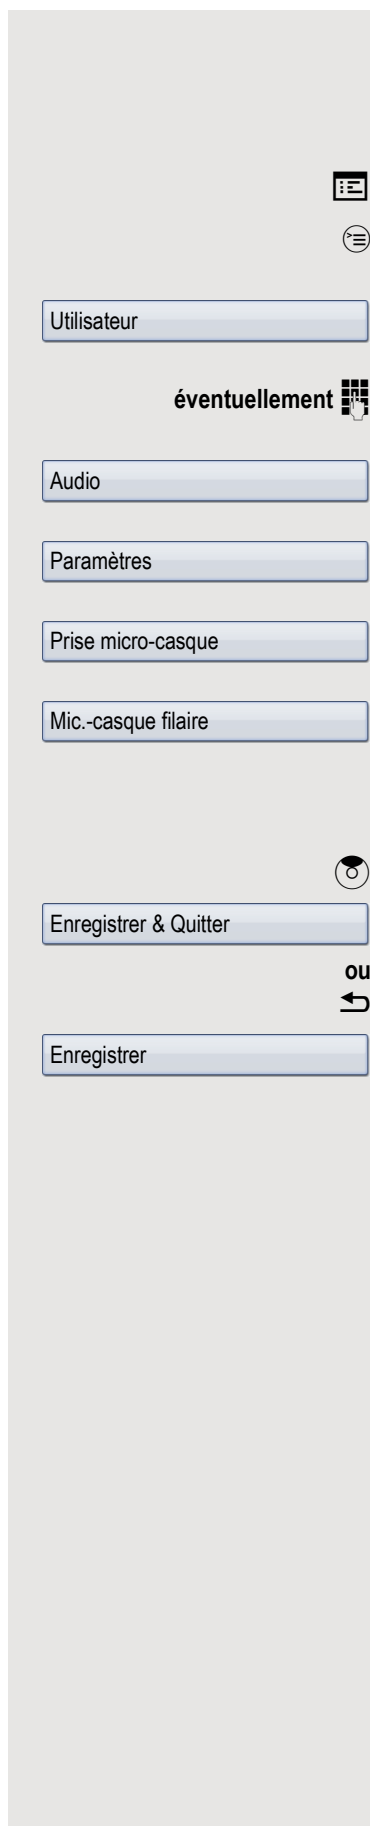 Utilisateur
éventuellement
Audio
Paramètres
Prise micro-casque
Mic.-casque filaire
Enregistrer & Quitter
ou
Enregistrer